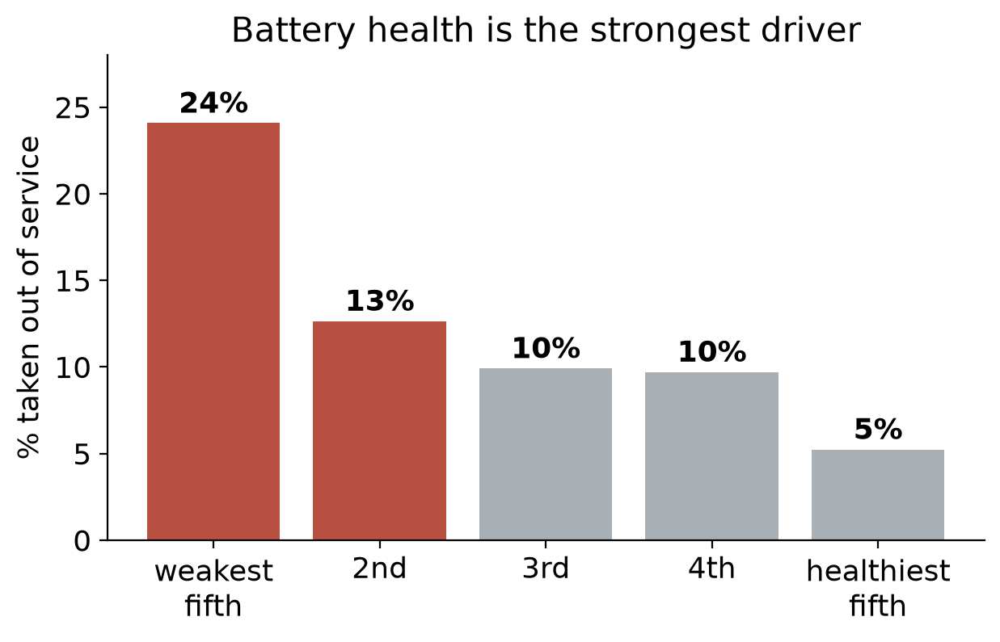 Battery health is the strongest driver
% taken out of service
25
20
15
10
5
0
24%
13%
10%
10%
5%
weakest
fifth
2nd
3rd
4th
healthiest
fifth